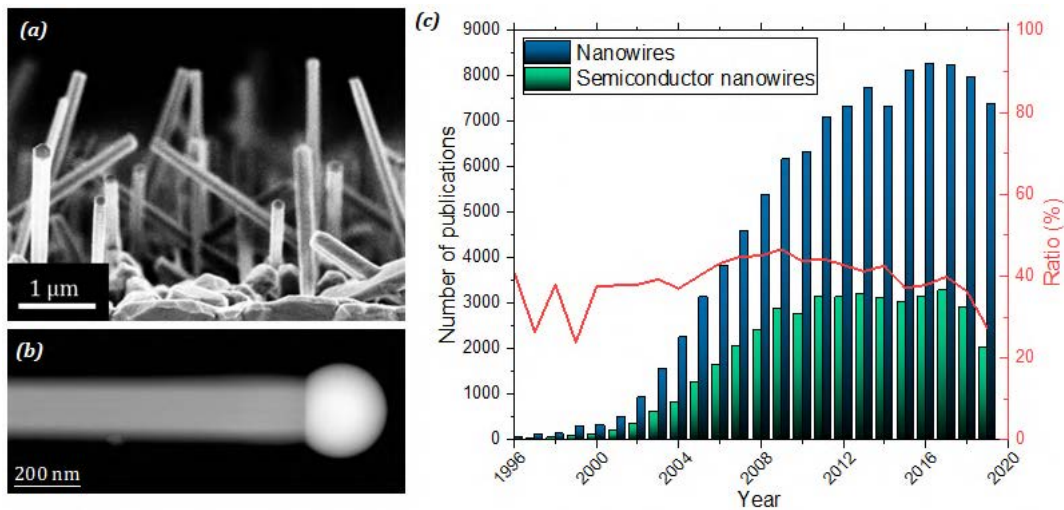 (a)
1 μm
(b)
200 nm
(c)
Nanowires
Semiconductor nanowires
Number of publications
9000
8000
7000
6000
5000
4000
3000
2000
1000
0
100
80
60
40
20
0
Ratio (%)
1996
2000
2004
2008
2012
2016
2020
Year